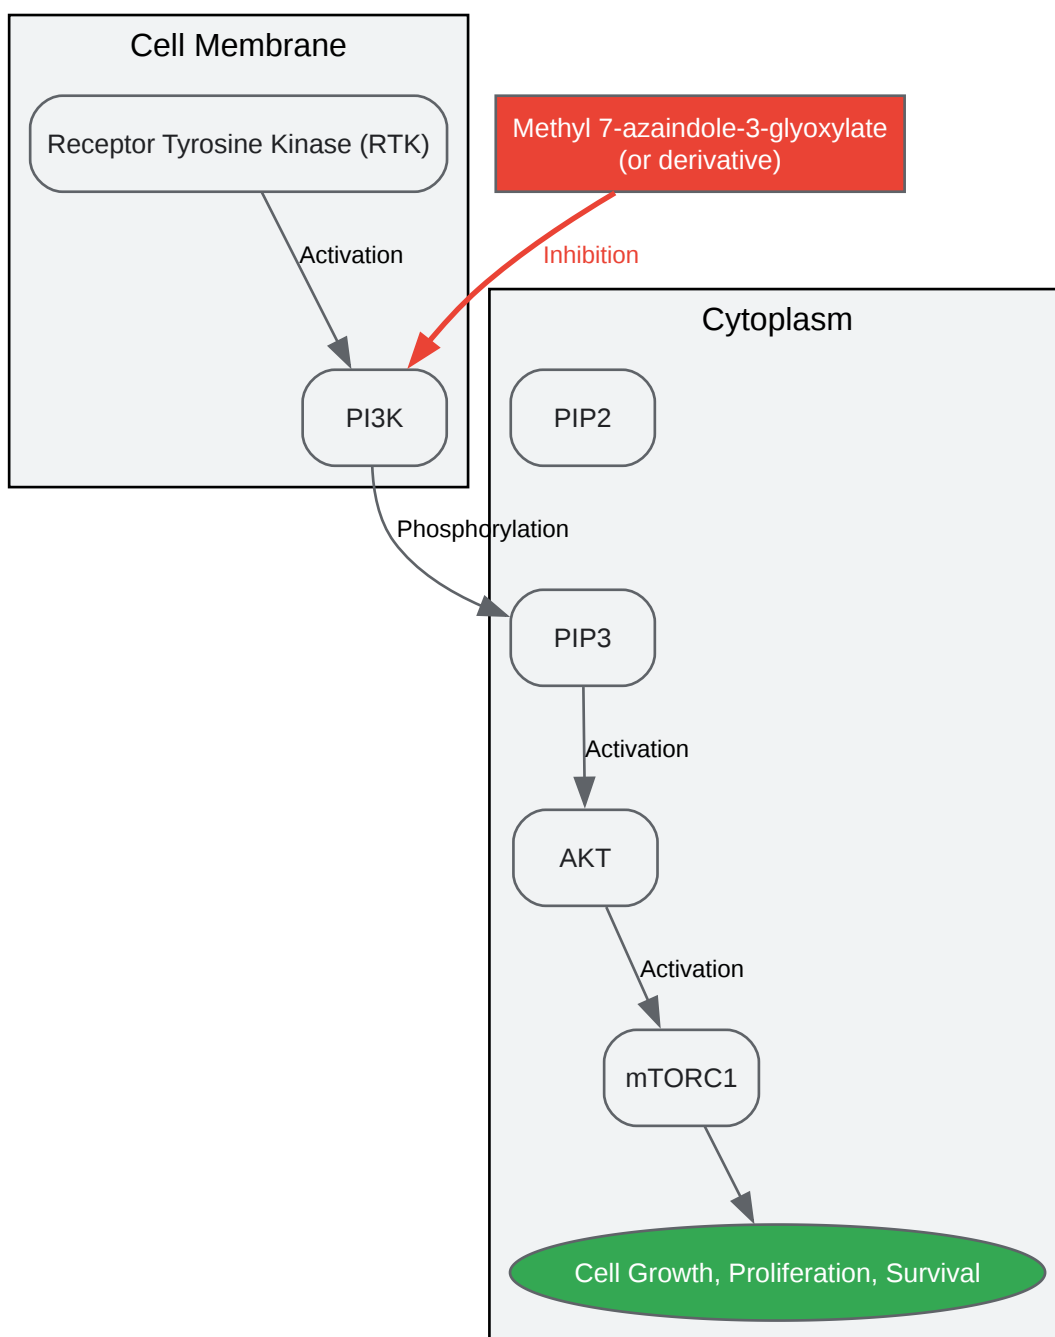 Cell Membrane
Receptor Tyrosine Kinase (RTK)
Methyl 7-azaindole-3-glyoxylate
(or derivative)
Activation
Inhibition
Cytoplasm
PI3K
PIP2
Phosphorylation
PIP3
Activation
AKT
Activation
mTORC1
Cell Growth, Proliferation, Survival